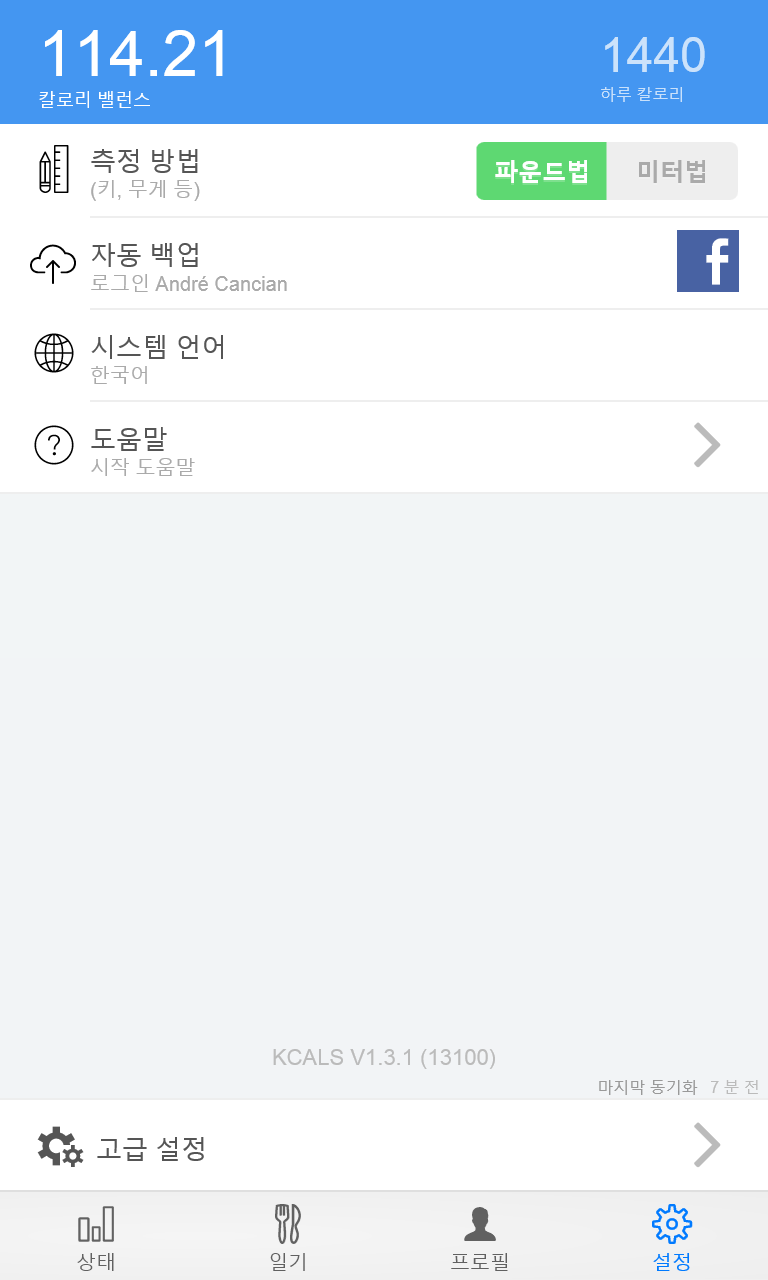 114.21
1440
칼로리 밸런스
하루 칼로리
측정 방법
(키, 무게 등)
파운드법
미터법
자동 백업
로그인 André Cancian
f
시스템 언어
한국어
?
도움말
시작 도움말
KCALS V1.3.1 (13100)
마지막 동기화 7 분 전
고급 설정
상태
일기
프로필
설정